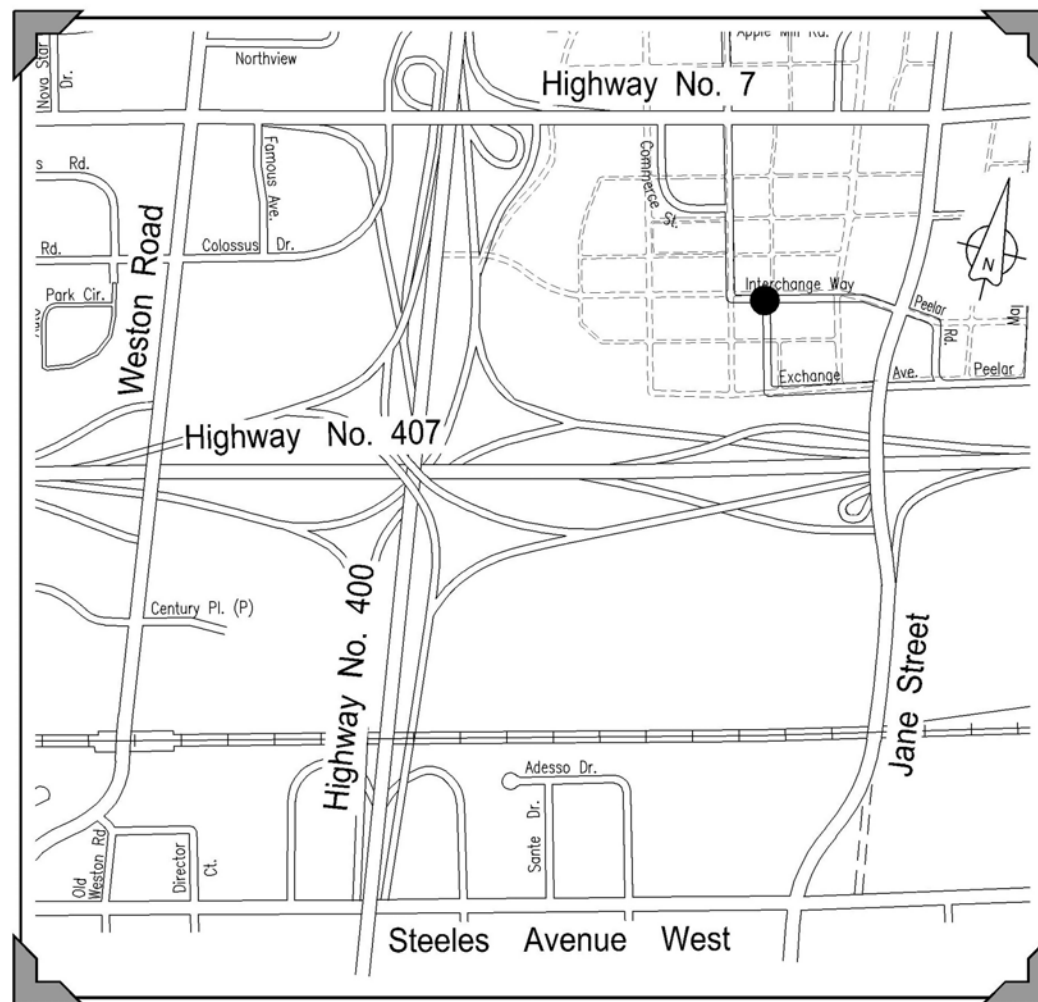 Nova Star
Dr.
Northview
Apple Mill Rd.
Highway No. 7
s Rd.
Famous Ave.
Commerce St.
Rd.
Colossus Dr.
Weston Road
Park Cir.
Interchange Way
Peelar
Rd.
N
Exchange Ave.
Peelar
Highway No. 407
Century Pl. (P)
Highway No. 400
Jane Street
Adesso Dr.
Sante Dr.
Old
Weston Rd
Director
Ct.
Steeles Avenue West